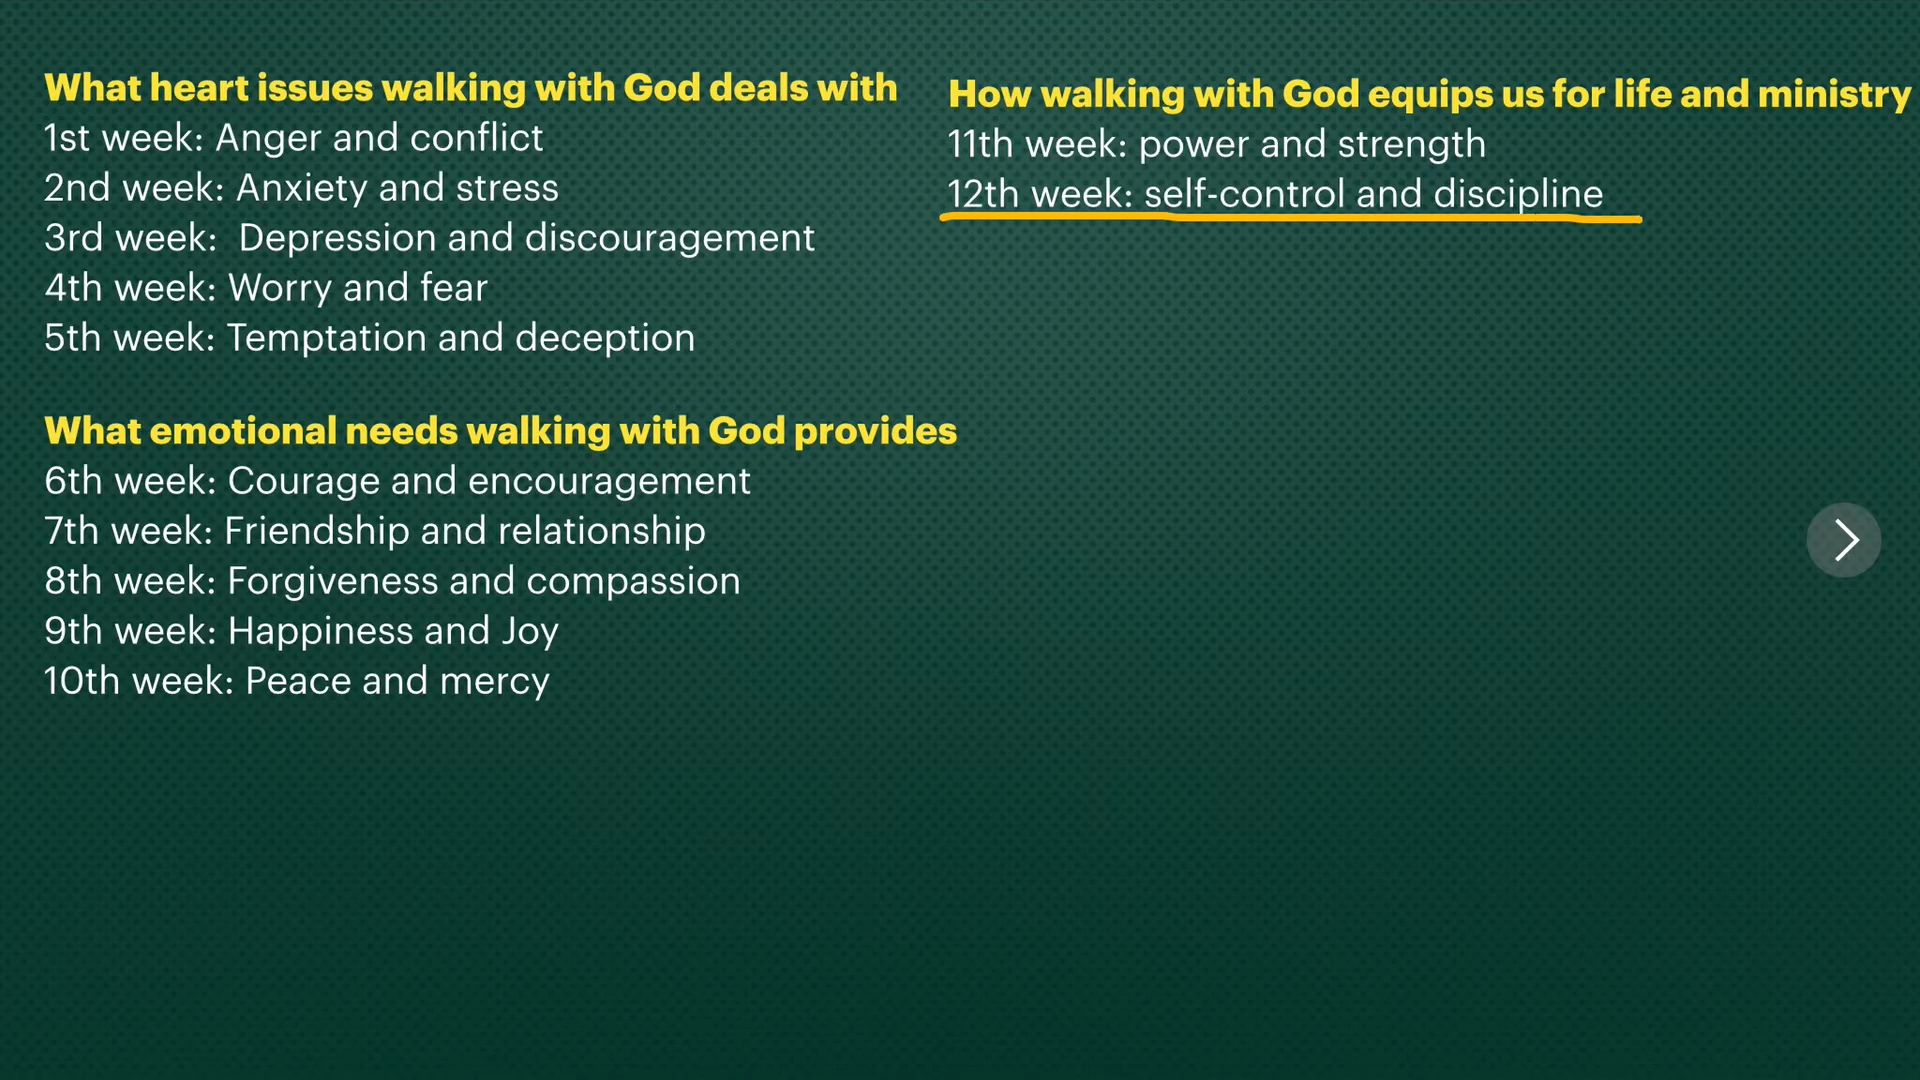 What heart issues walking with God deals with
1st week: Anger and conflict
2nd week: Anxiety and stress
3rd week:  Depression and discouragement
4th week: Worry and fear
5th week: Temptation and deception
What emotional needs walking with God provides
6th week: Courage and encouragement
7th week: Friendship and relationship
8th week: Forgiveness and compassion
9th week: Happiness and Joy
10th week: Peace and mercy
How walking with God equips us for life and ministry
11th week: power and strength
12th week: self-control and discipline